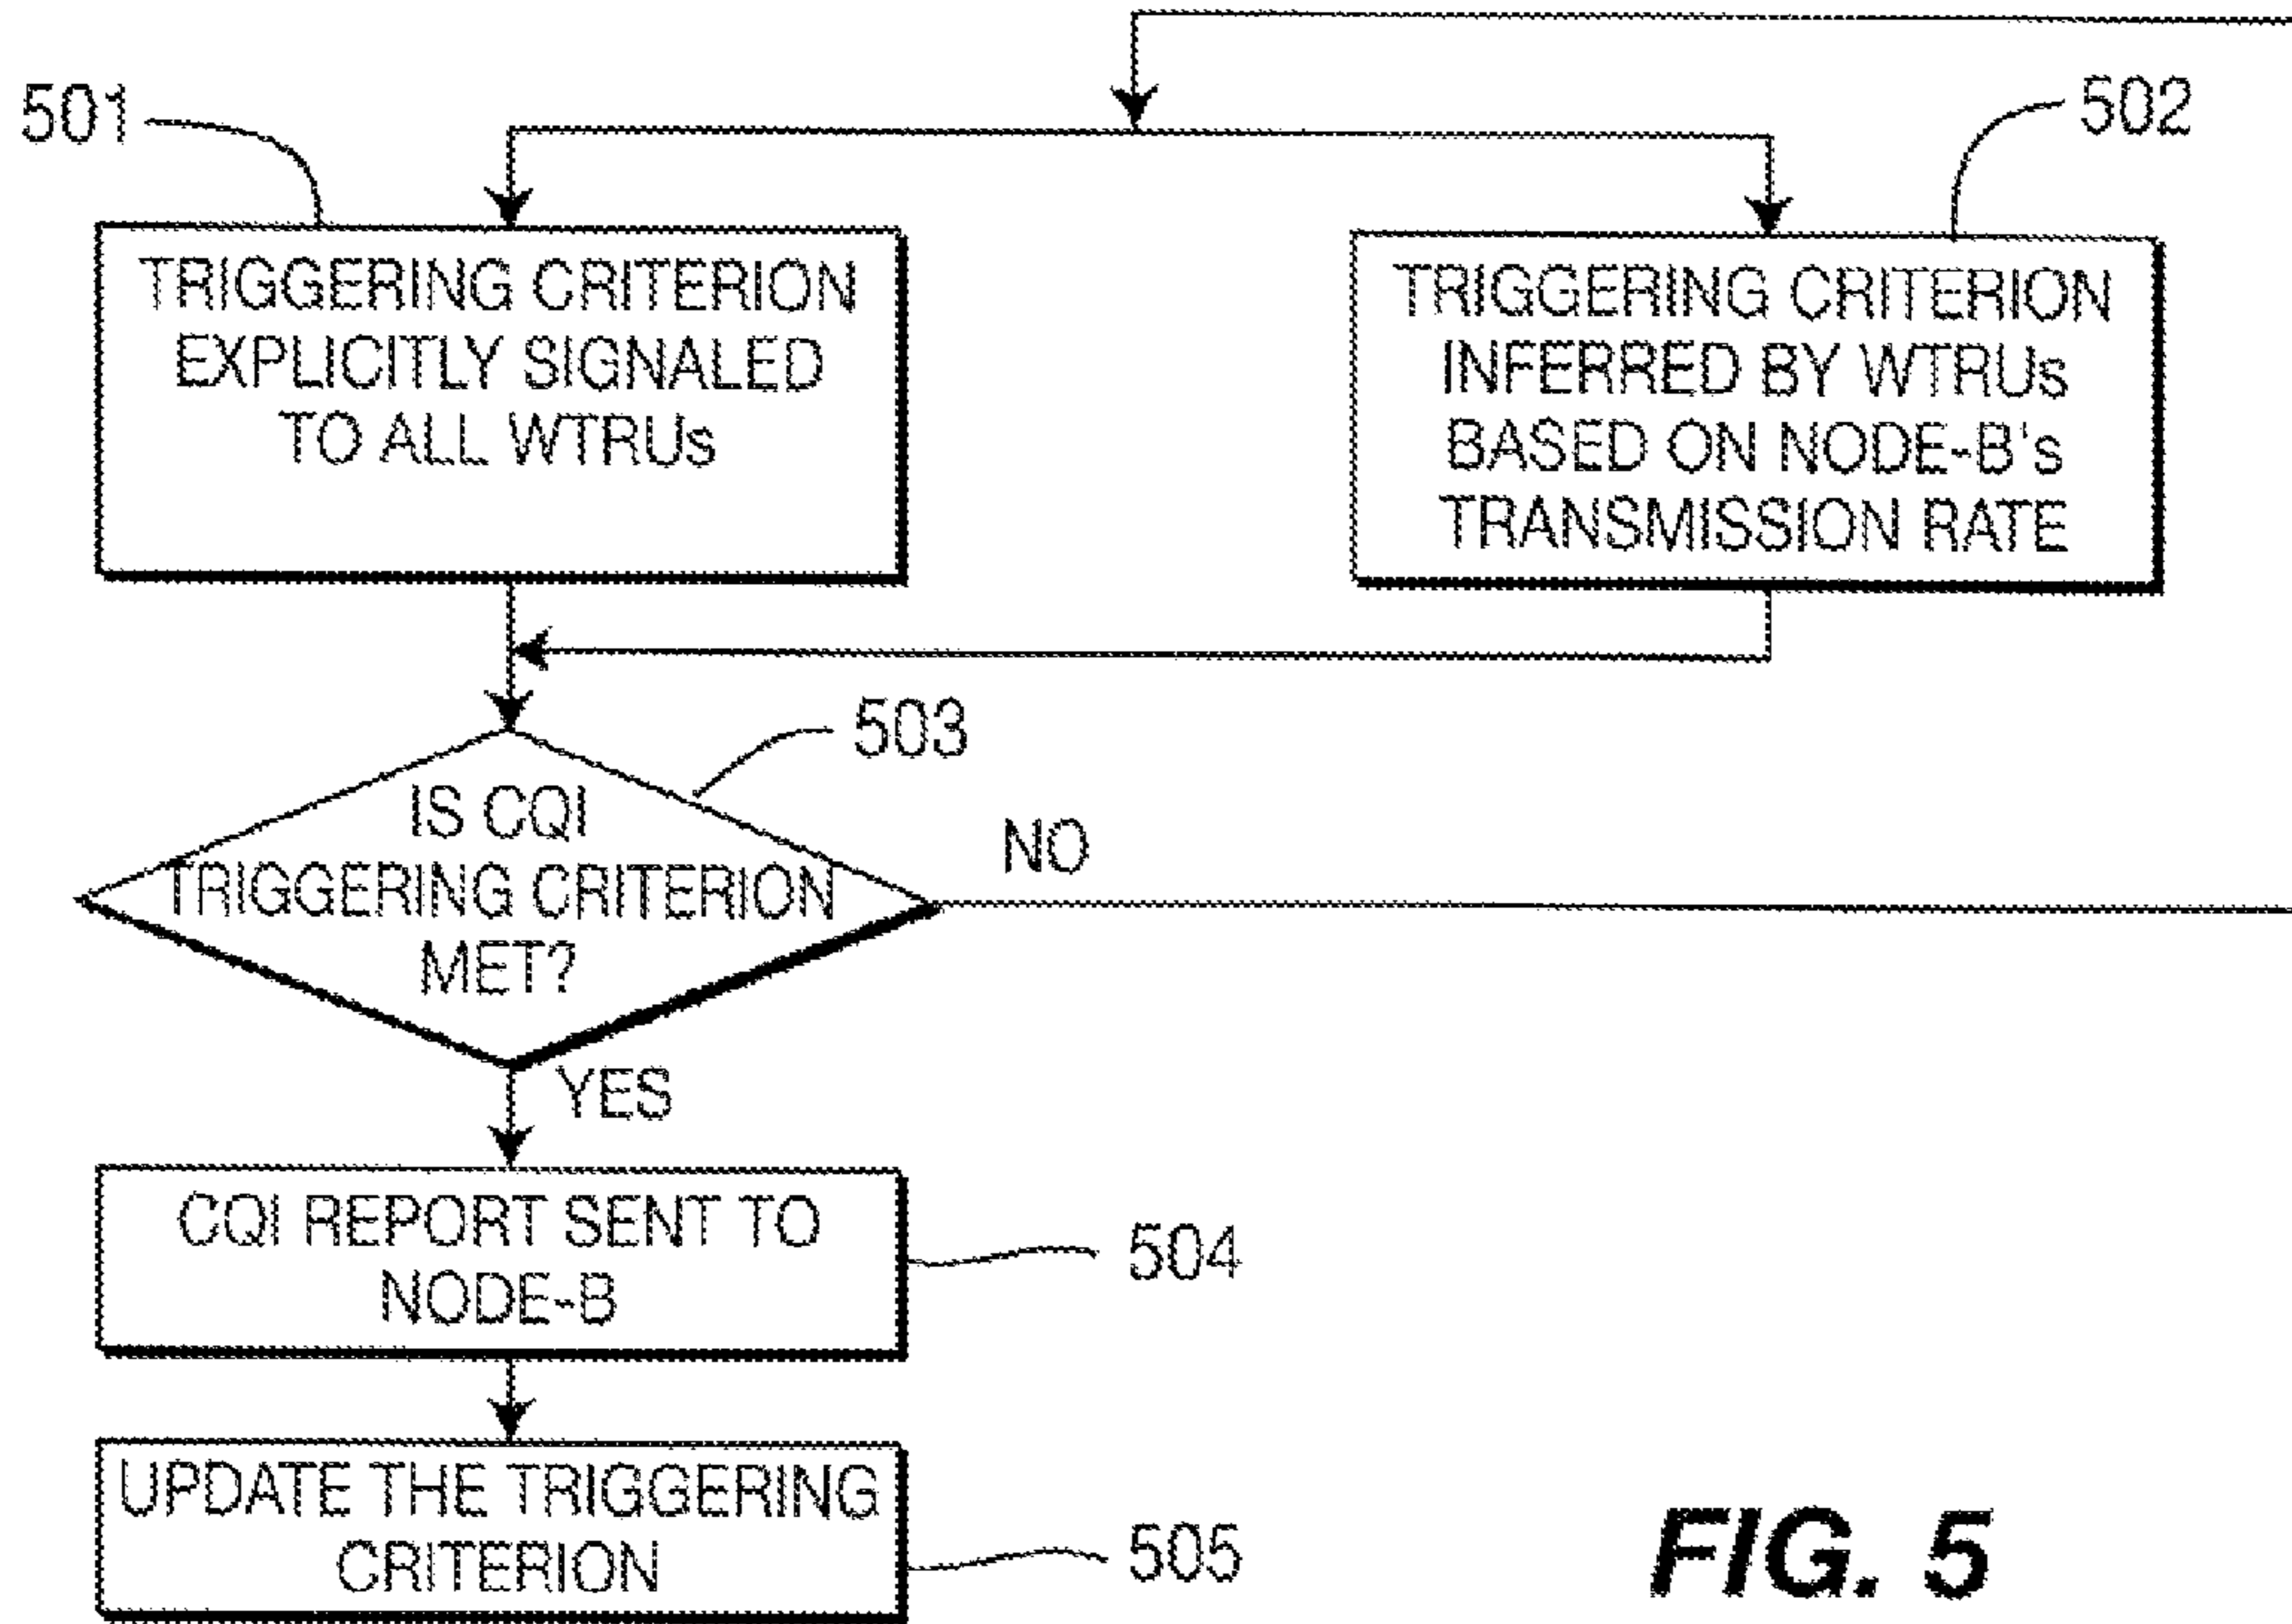 501
502
TRIGGERING CRITERION
EXPLICITLY SIGNALED
TO ALL WTRUs
TRIGGERING CRITERION
INFERRED BY WTRUs
BASED ON NODE-B's
TRANSMISSION RATE
503
IS CQI
TRIGGERING CRITERION
MET?
NO
YES
CQI REPORT SENT TO
NODE-B
504
UPDATE THE TRIGGERING
CRITERION
505
FIG. 5